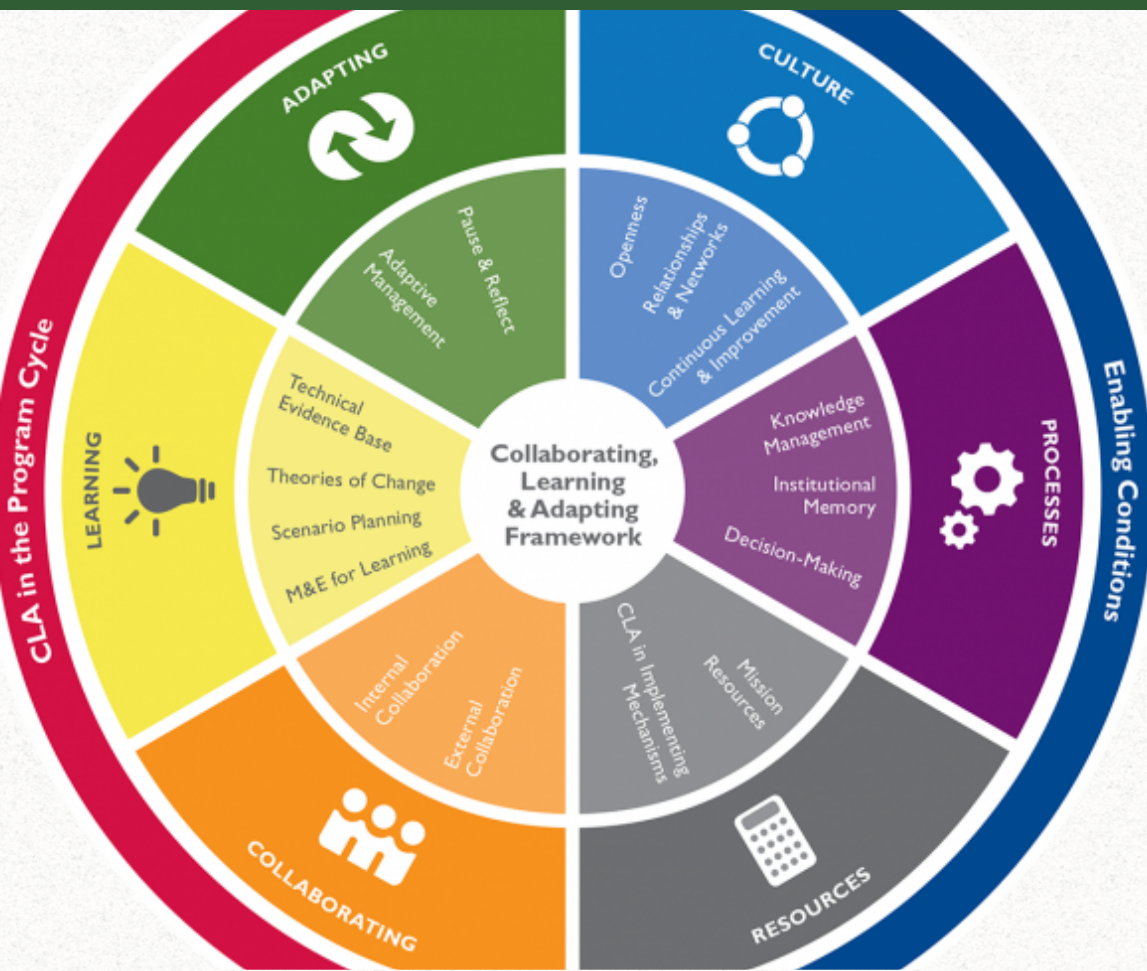 CLA in the Program Cycle
Enabling Conditions
Collaborating,
Learning
& Adapting
Framework
ADAPTING
Adaptive
Management
Pause & Reflect
CULTURE
Openness
Relationships
& Networks
Continuous Learning
& Improvement
PROCESSES
Knowledge
Management
Institutional
Memory
Decision-Making
RESOURCES
Mission
Resources
CLA in Implementing
Mechanisms
COLLABORATING
Internal
Collaboration
External
Collaboration
LEARNING
Technical
Evidence Base
Theories of Change
Scenario Planning
M&E for Learning